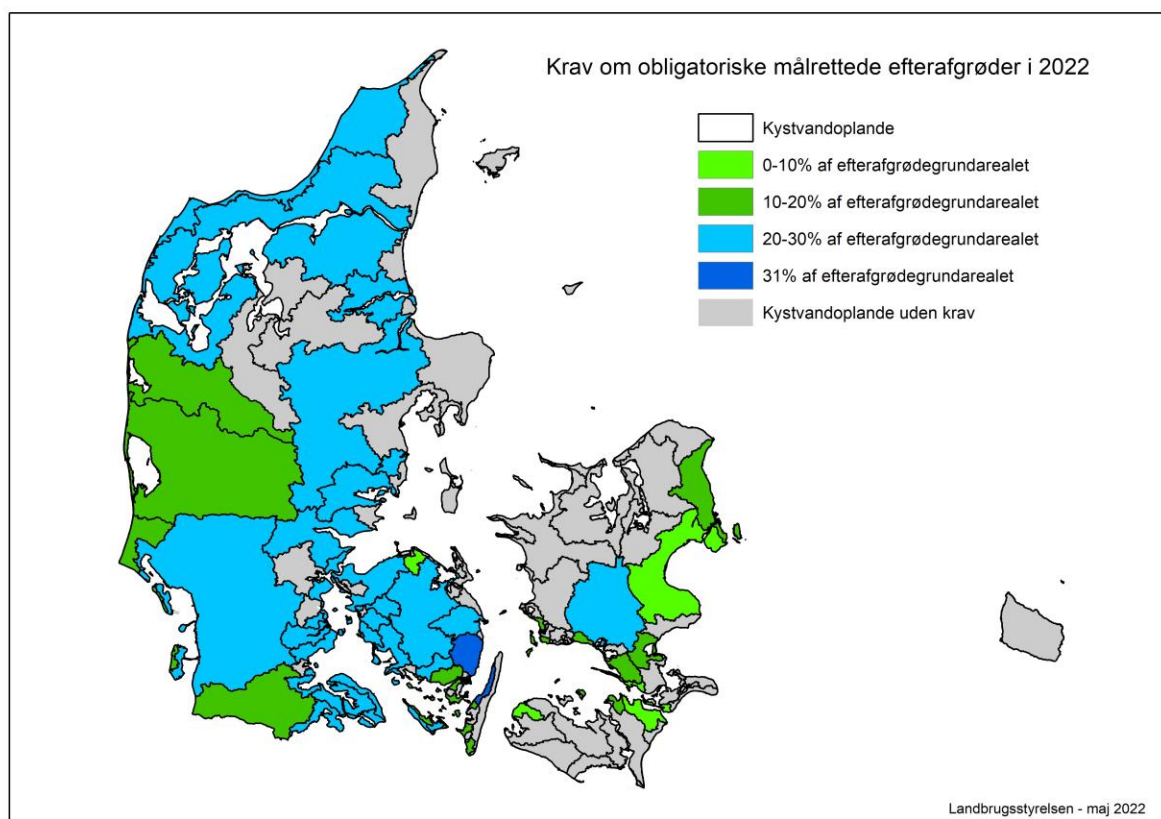 Krav om obligatoriske målrettede efterafgrøder i 2022
Kystvandoplande
0-10% af efterafgrødegrundarealet
10-20% af efterafgrødegrundarealet
20-30% af efterafgrødegrundarealet
31% af efterafgrødegrundarealet
Kystvandoplande uden krav
Landbrugsstyrelsen - maj 2022